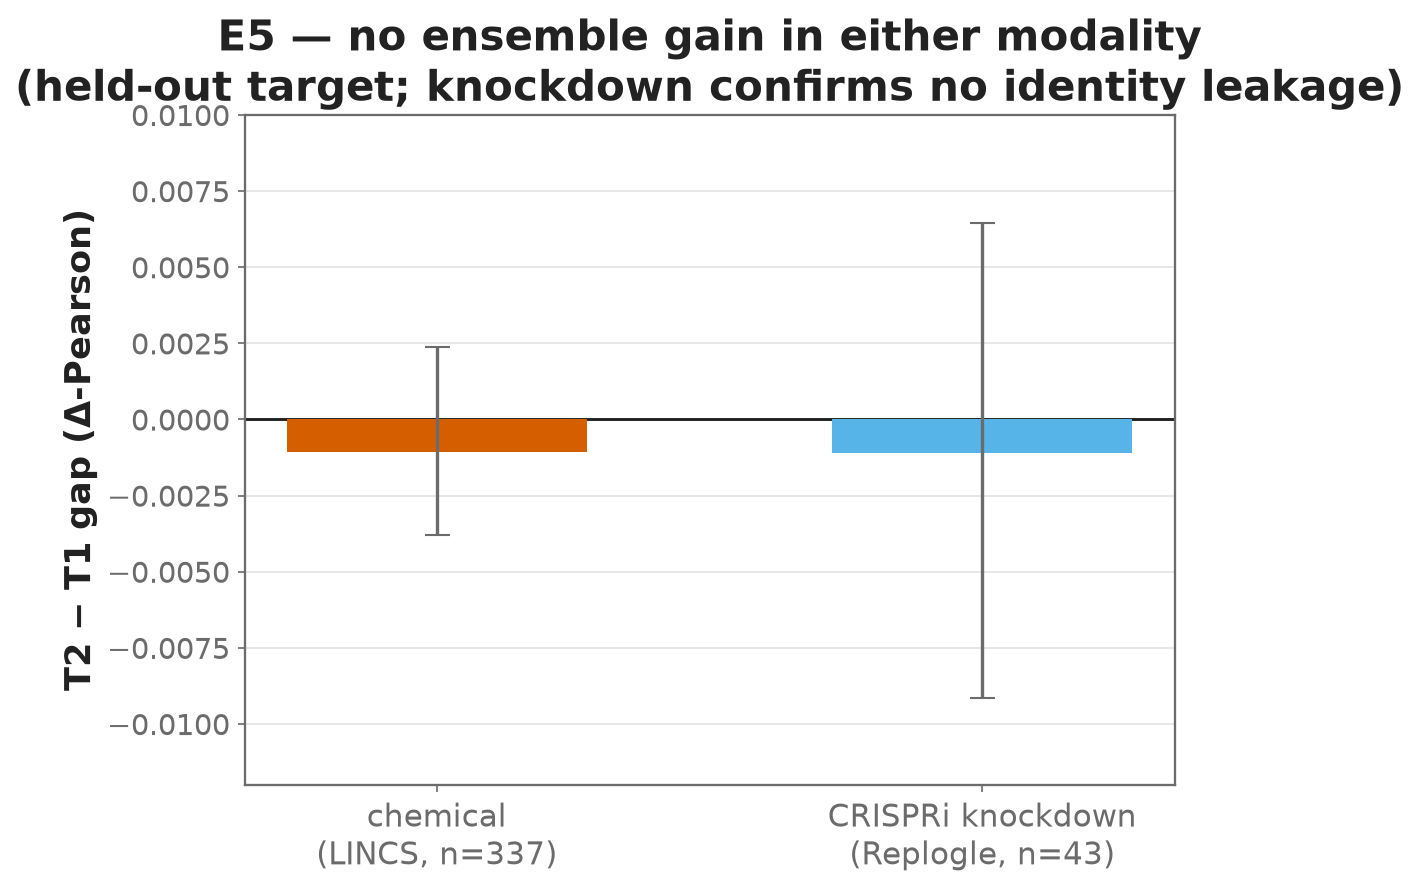 E5 — no ensemble gain in either modality
(held-out target; knockdown confirms no identity leakage)
T2 − T1 gap (Δ-Pearson)
0.0100
0.0075
0.0050
0.0025
0.0000
−0.0025
−0.0050
−0.0075
−0.0100
chemical
(LINCS, n=337)
CRISPRi knockdown
(Replogle, n=43)